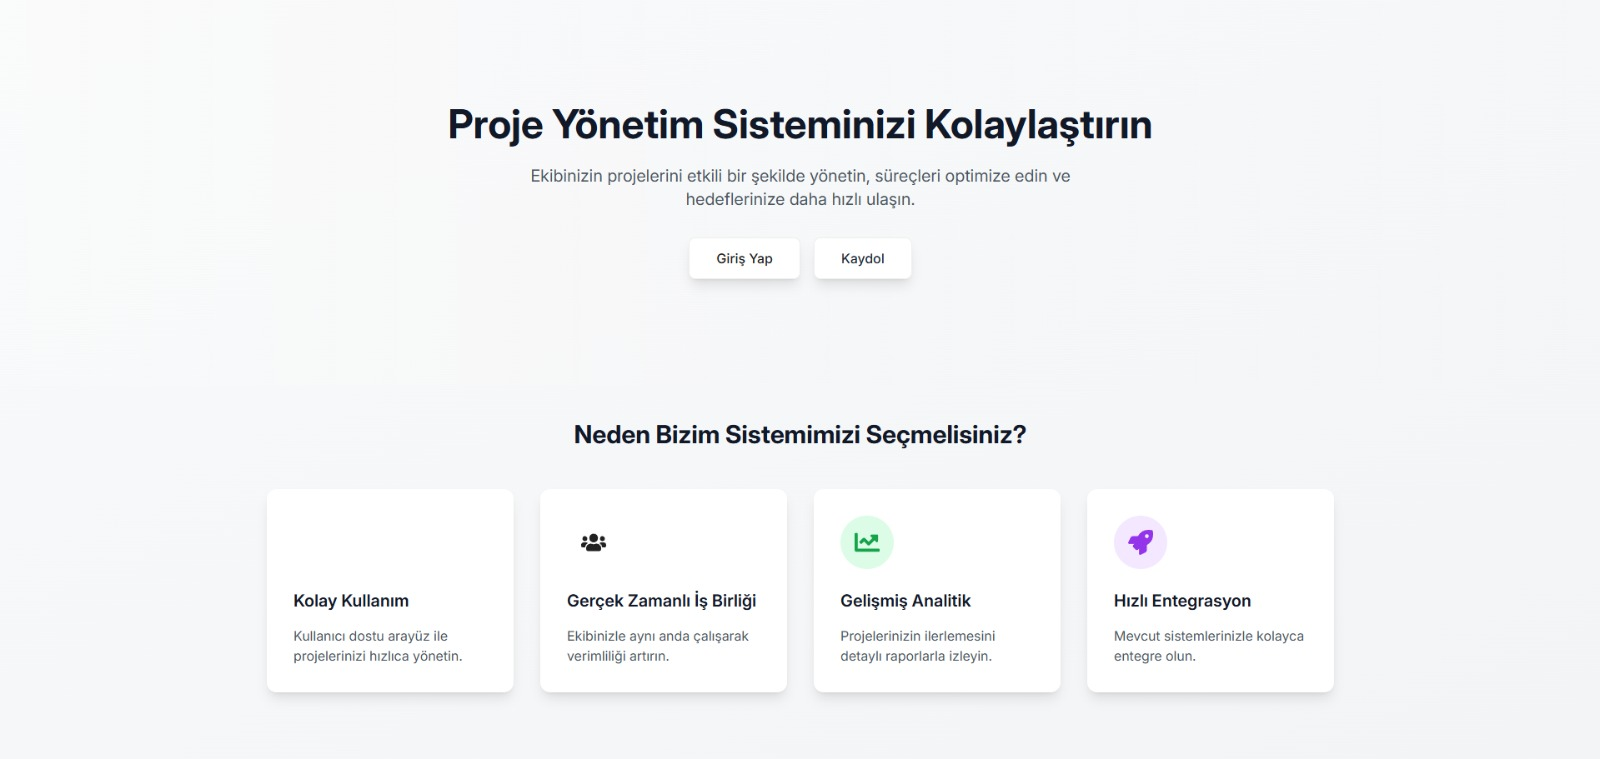 Proje Yönetim Sisteminizi Kolaylaştırın
Ekibinizin projelerini etkili bir şekilde yönetin, süreçleri optimize edin ve
hedeflerinize daha hızlı ulaşın.
Giriş Yap
Kaydol
Neden Bizim Sistemimizi Seçmelisiniz?
Kolay Kullanım
Kullanıcı dostu arayüz ile
projelerinizi hızlıca yönetin.
Gerçek Zamanlı İş Birliği
Ekibinizle aynı anda çalışarak
verimliliği artırın.
Gelişmiş Analitik
Projelerinizin ilerlemesini
detaylı raporlarla izleyin.
Hızlı Entegrasyon
Mevcut sistemlerinizle kolayca
entegre olun.